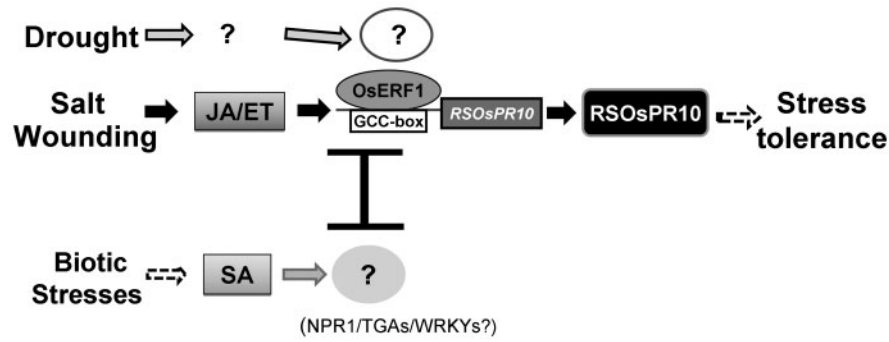 Drought ? ?
Salt
Wounding
JA/ET
OsERF1
GCC-box
RSOsPR10
RSOsPR10
Stress
tolerance
Biotic
Stresses
SA
?
(NPR1/TGAs/WRKYs?)